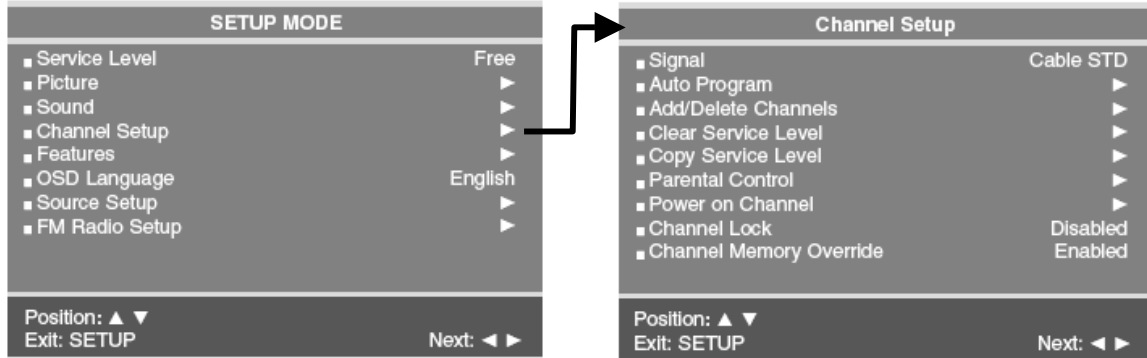 SETUP MODE
Service Level Free
Picture ▶
Sound ▶
Channel Setup ▶
Features ▶
OSD Language English
Source Setup ▶
FM Radio Setup ▶
Position: ▲ ▼
Exit: SETUP Next: ◀ ▶
Channel Setup
Signal Cable STD
Auto Program ▶
Add/Delete Channels ▶
Clear Service Level ▶
Copy Service Level ▶
Parental Control ▶
Power on Channel ▶
Channel Lock Disabled
Channel Memory Override Enabled
Position: ▲ ▼
Exit: SETUP Next: ◀ ▶